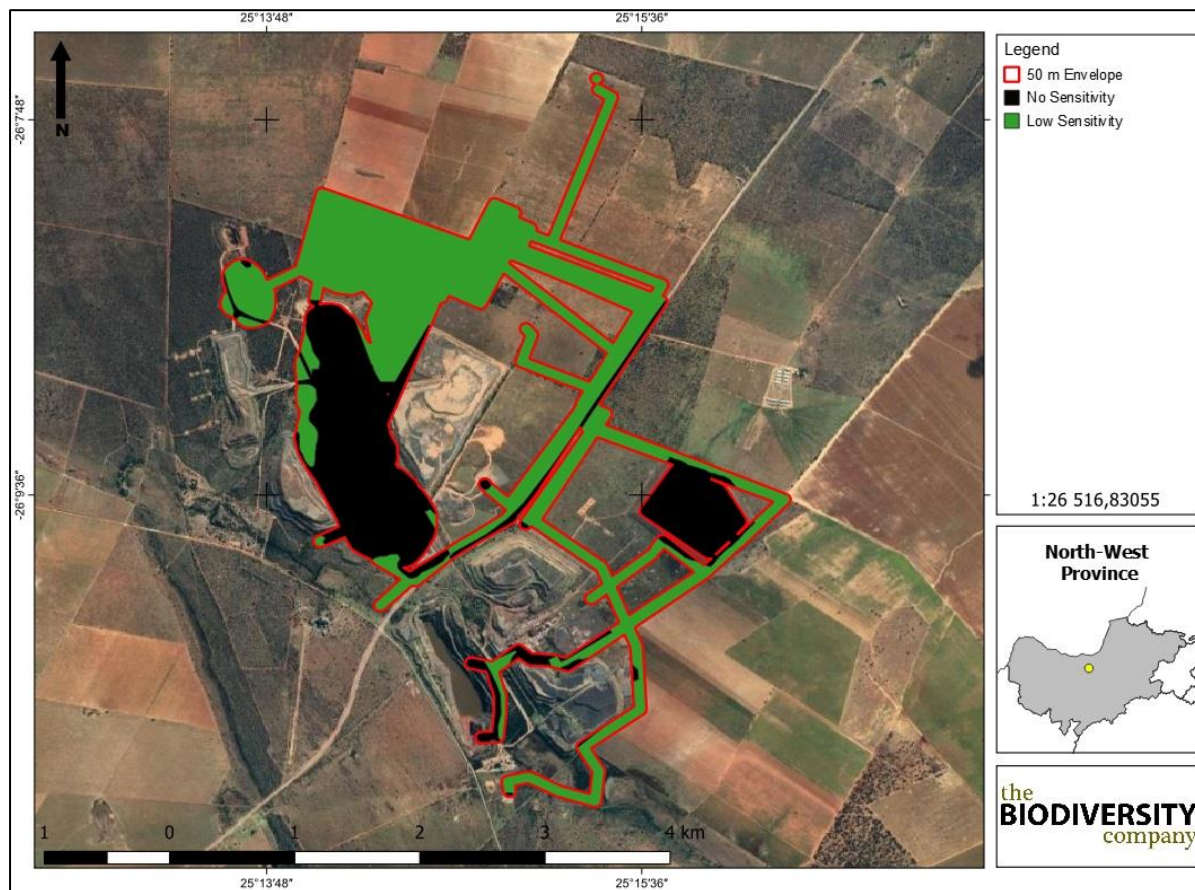 25°13'48" 25°15'36"
-26°7'48"
-26°9'36"
N
1 0 1 2 3 4 km
25°13'48" 25°15'36"
Legend
50 m Envelope
No Sensitivity
Low Sensitivity
1:26 516,83055
North-West
Province
the
BIODIVERSITY
company